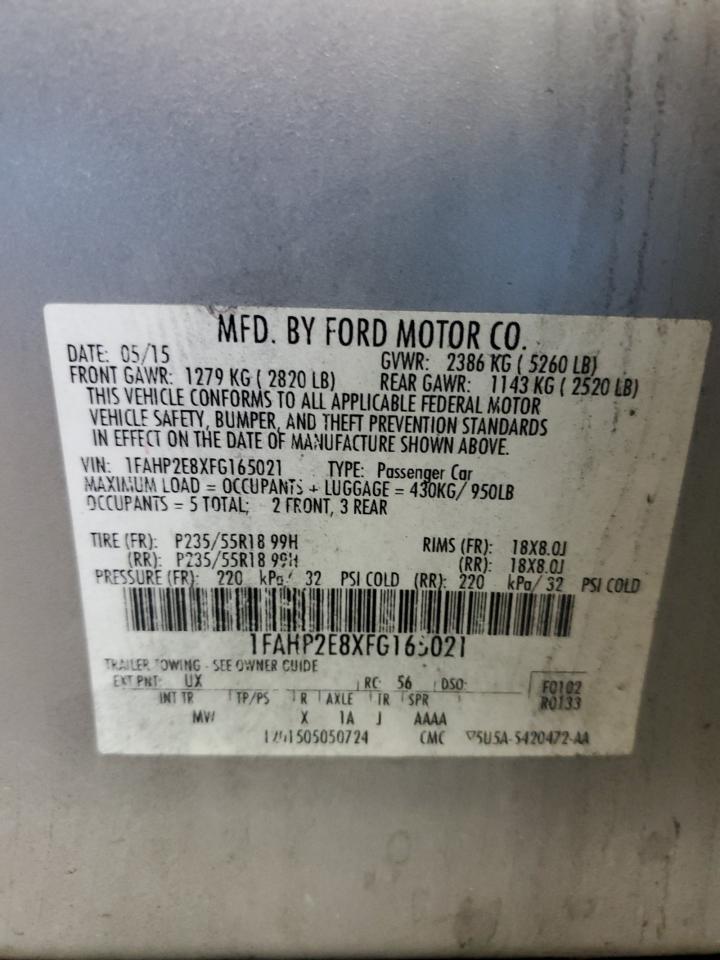 MFD. BY FORD MOTOR CO.
DATE: 05/15 GVWR: 2386 KG ( 5260 LB)
FRONT GAWR: 1279 KG ( 2820 LB) REAR GAWR: 1143 KG ( 2520 LB)
THIS VEHICLE CONFORMS TO ALL APPLICABLE FEDERAL MOTOR
VEHICLE SAFETY, BUMPER, AND THEFT PREVENTION STANDARDS
IN EFFECT ON THE DATE OF MANUFACTURE SHOWN ABOVE.
VIN: 1FAHP2E8XFG165021 TYPE: Passenger Car
MAXIMUM LOAD = OCCUPANTS + LUGGAGE = 430KG/ 950LB
OCCUPANTS = 5 TOTAL; 2 FRONT, 3 REAR
TIRE (FR): P235/55R18 99H RIMS (FR): 18X8.0J
(RR): P235/55R18 99H (RR): 18X8.0J
PRESSURE (FR): 220 kPa/ 32 PSI COLD (RR): 220 kPa/ 32 PSI COLD
1FAHP2E8XFG165021
TRAILER TOWING - SEE OWNER GUIDE
EXT PNT: UX RC: 56 DSO: F0102
INT TR TP/PS R AXLE TR SPR R0133
MW X 1A J AAAA
CMC